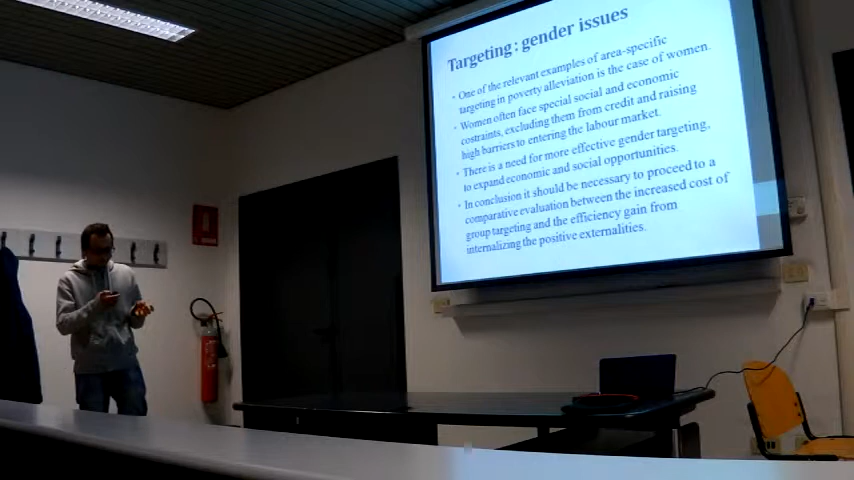 Targeting: gender issues
• One of the relevant examples of area-specific
targeting in poverty alleviation is the case of women.
• Women often face special social and economic
constraints, excluding them from credit and raising
high barriers to entering the labour market.
• There is a need for more effective gender targeting,
to expand economic and social opportunities.
• In conclusion it should be necessary to proceed to a
comparative evaluation between the increased cost of
group targeting and the efficiency gain from
internalizing the positive externalities.